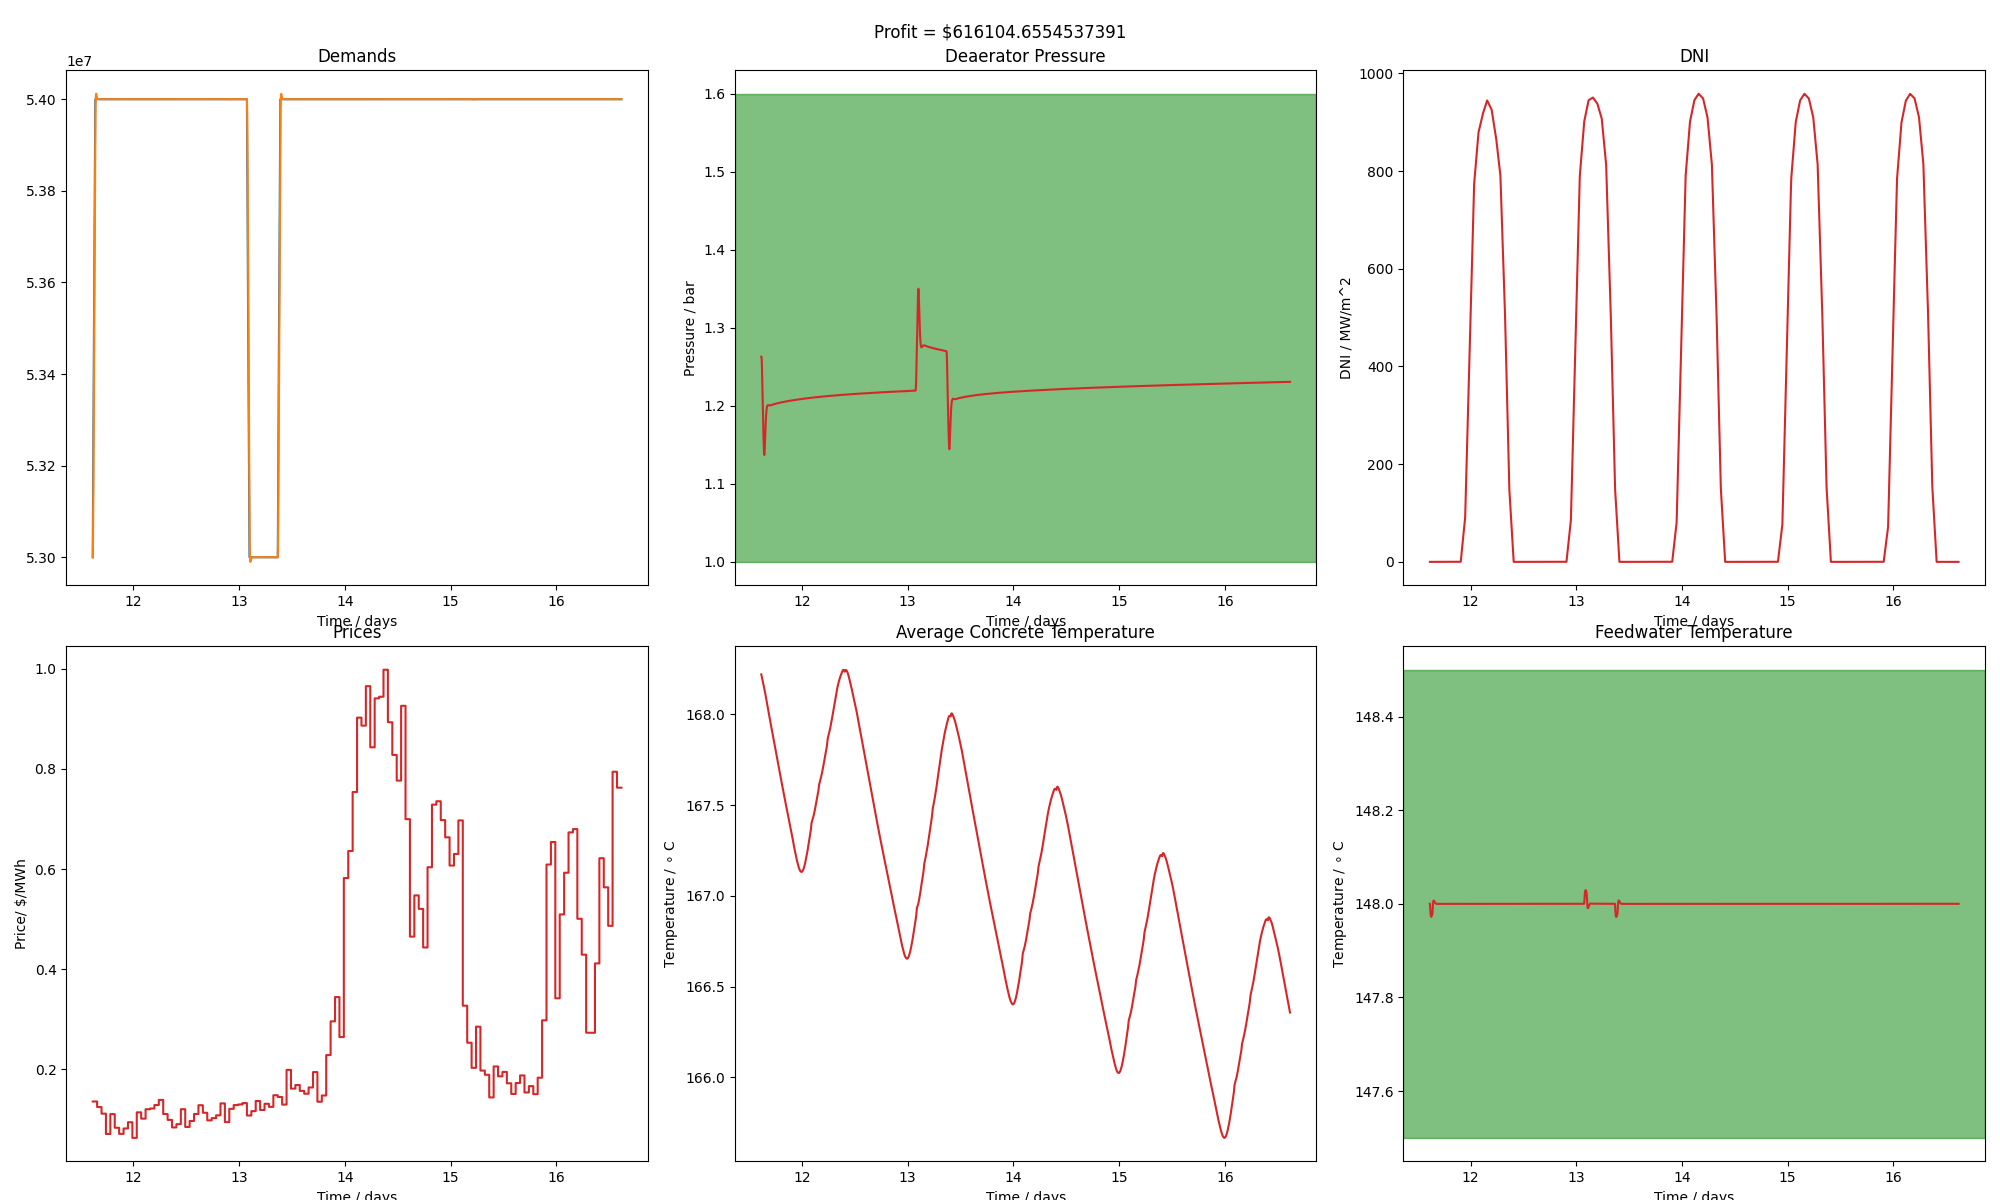 Profit = $616104.6554537391
Demands
1e7
5.40
5.38
5.36
5.34
5.32
5.30
12 13 14 15 16
Time / days
Deaerator Pressure
Pressure / bar
1.6
1.5
1.4
1.3
1.2
1.1
1.0
12 13 14 15 16
Time / days
DNI
DNI / MW/m^2
1000
800
600
400
200
0
12 13 14 15 16
Time / days
Prices
Price/ $/MWh
1.0
0.8
0.6
0.4
0.2
12 13 14 15 16
Time / days
Average Concrete Temperature
Temperature / ∘ C
168.0
167.5
167.0
166.5
166.0
12 13 14 15 16
Time / days
Feedwater Temperature
Temperature / ∘ C
148.4
148.2
148.0
147.8
147.6
12 13 14 15 16
Time / days